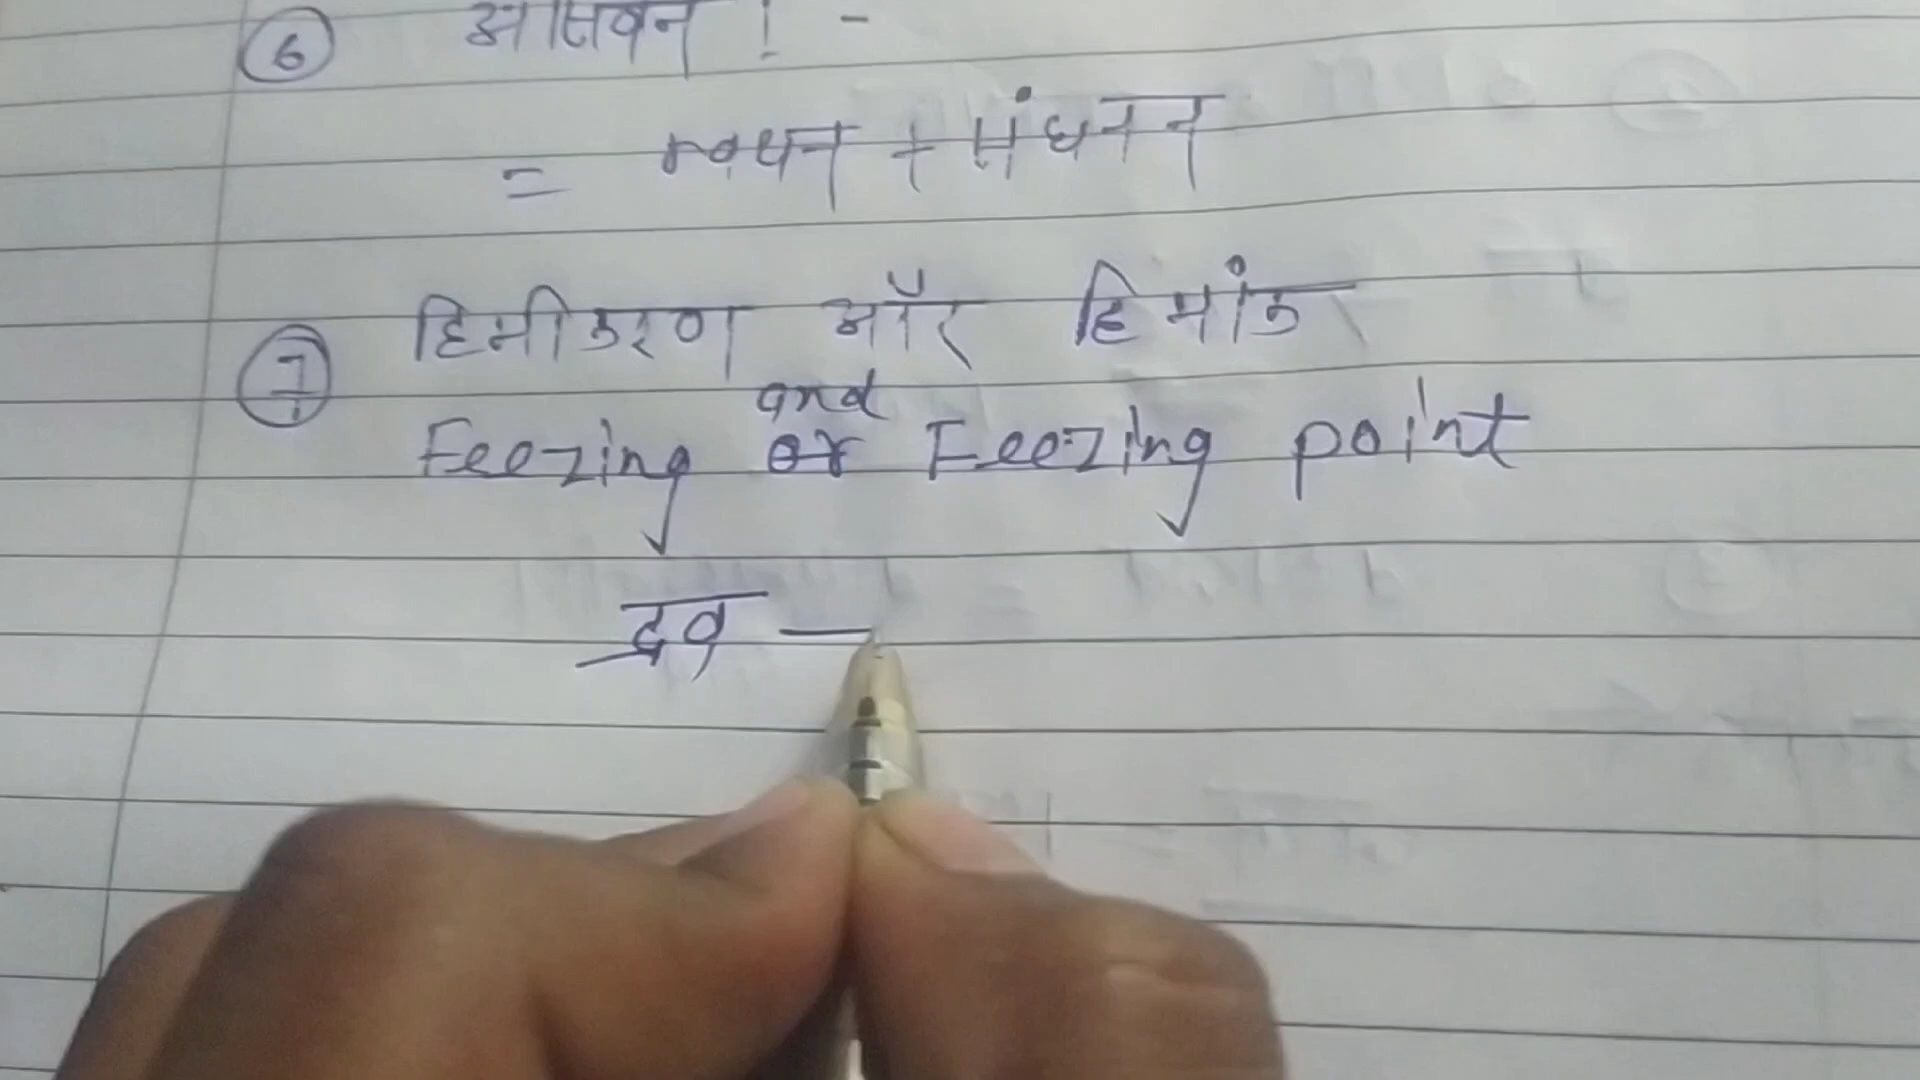 ⑥ आसवन :-
= क्वथन + संघनन
⑦ हिमीकरण और हिमांक
and
Feezing or Feezing point
द्रव —